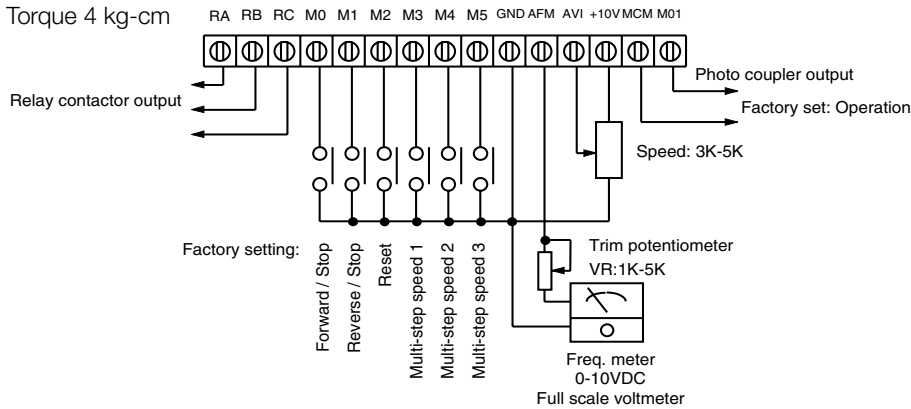 Torque 4 kg-cm
RA RB RC M0 M1 M2 M3 M4 M5 GND AFM AVI +10V MCM M01
Photo coupler output
Relay contactor output
Factory set: Operation
Speed: 3K-5K
Factory setting:
Forward / Stop
Reverse / Stop
Reset
Multi-step speed 1
Multi-step speed 2
Multi-step speed 3
Trim potentiometer
VR:1K-5K
Freq. meter
0-10VDC
Full scale voltmeter